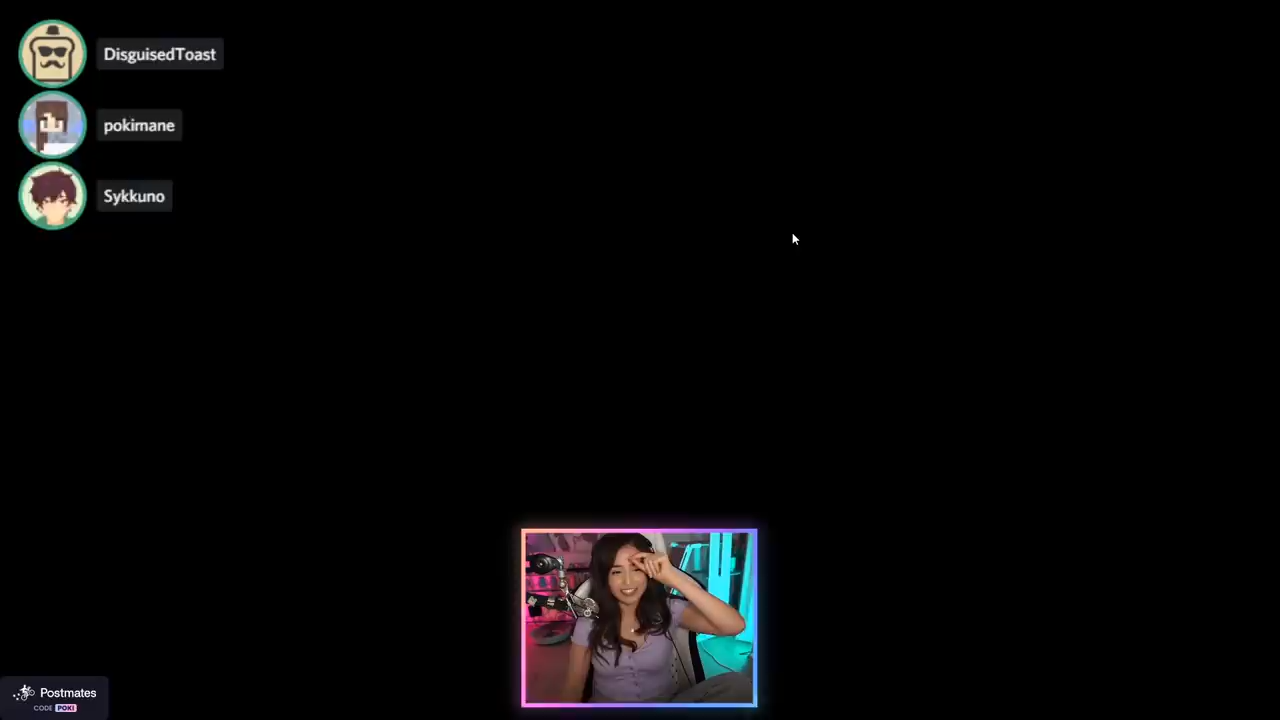 DisguisedToast
pokimane
Sykkuno
Postmates
CODE POKI